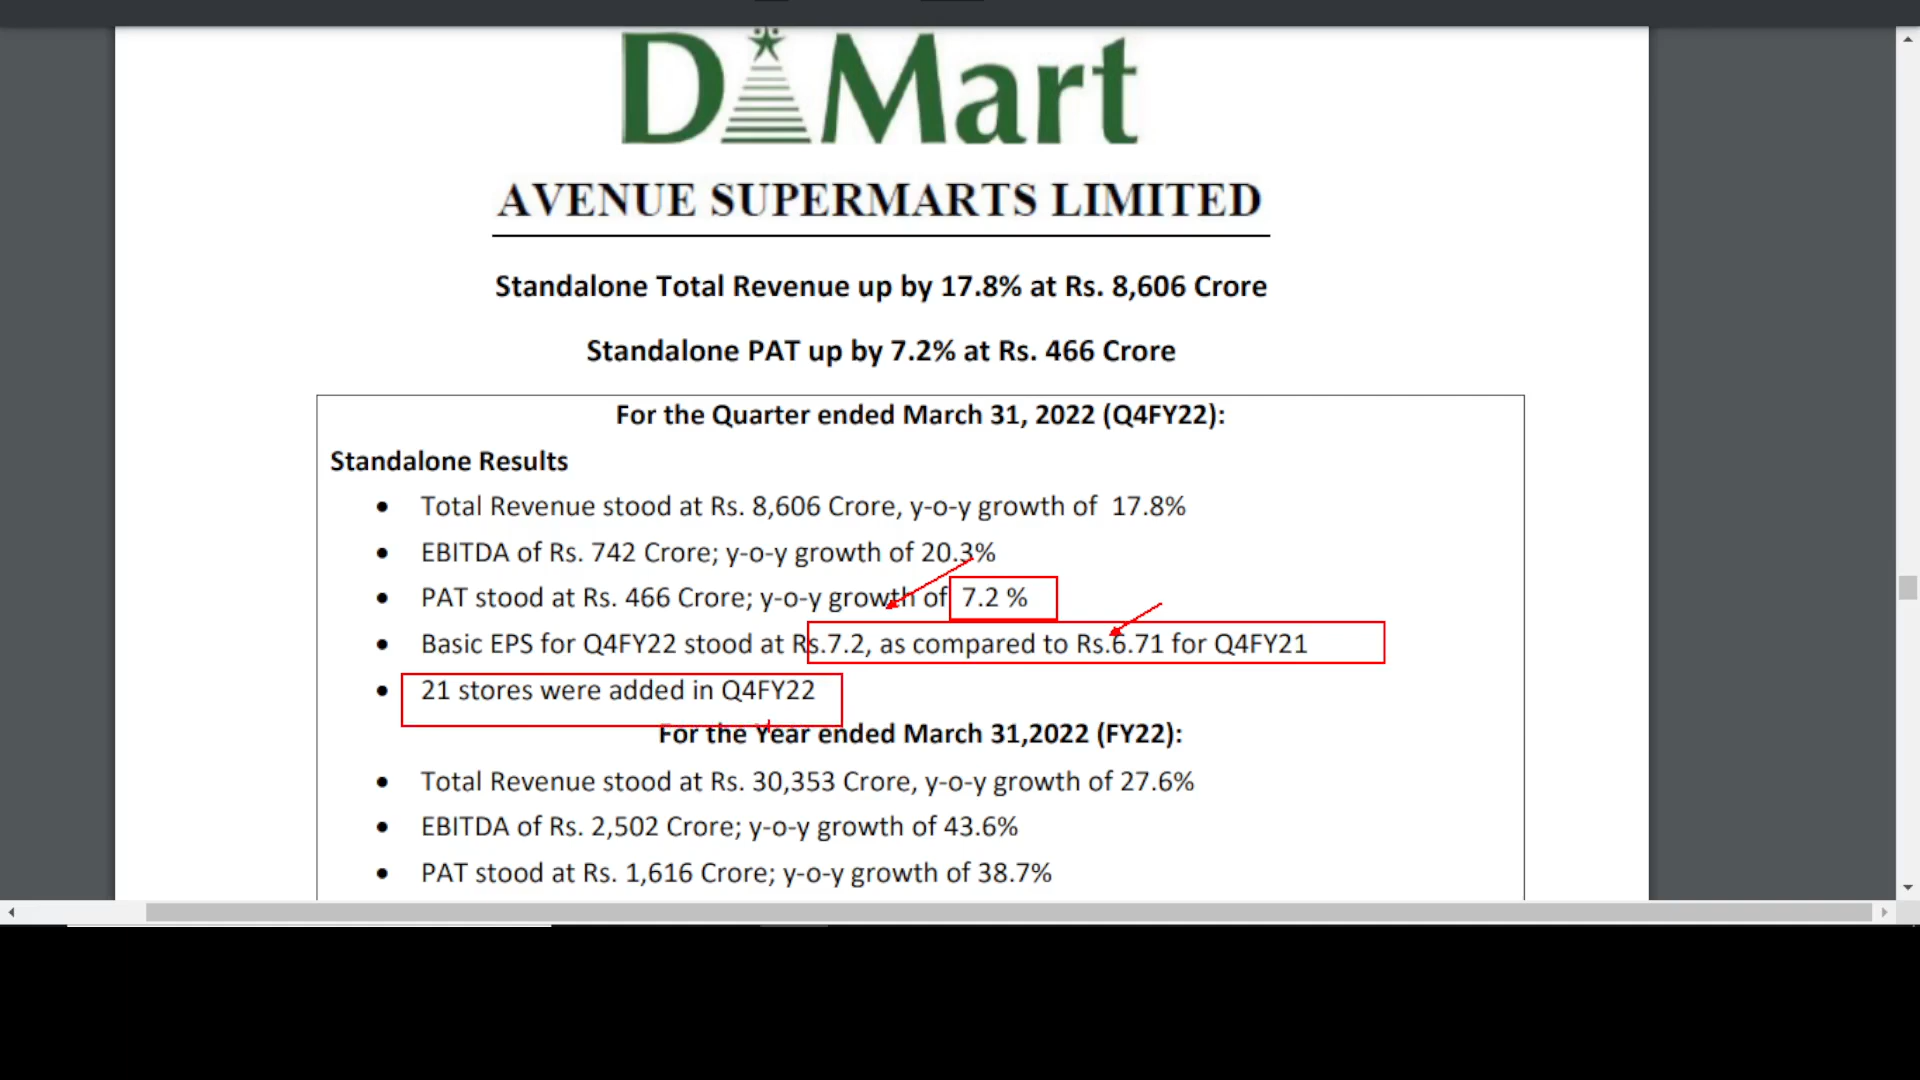 D Mart
AVENUE SUPERMARTS LIMITED
Standalone Total Revenue up by 17.8% at Rs. 8,606 Crore
Standalone PAT up by 7.2% at Rs. 466 Crore
For the Quarter ended March 31, 2022 (Q4FY22):
Standalone Results
• Total Revenue stood at Rs. 8,606 Crore, y-o-y growth of 17.8%
• EBITDA of Rs. 742 Crore; y-o-y growth of 20.3%
• PAT stood at Rs. 466 Crore; y-o-y growth of 7.2 %
• Basic EPS for Q4FY22 stood at Rs.7.2, as compared to Rs.6.71 for Q4FY21
• 21 stores were added in Q4FY22
For the Year ended March 31,2022 (FY22):
• Total Revenue stood at Rs. 30,353 Crore, y-o-y growth of 27.6%
• EBITDA of Rs. 2,502 Crore; y-o-y growth of 43.6%
• PAT stood at Rs. 1,616 Crore; y-o-y growth of 38.7%